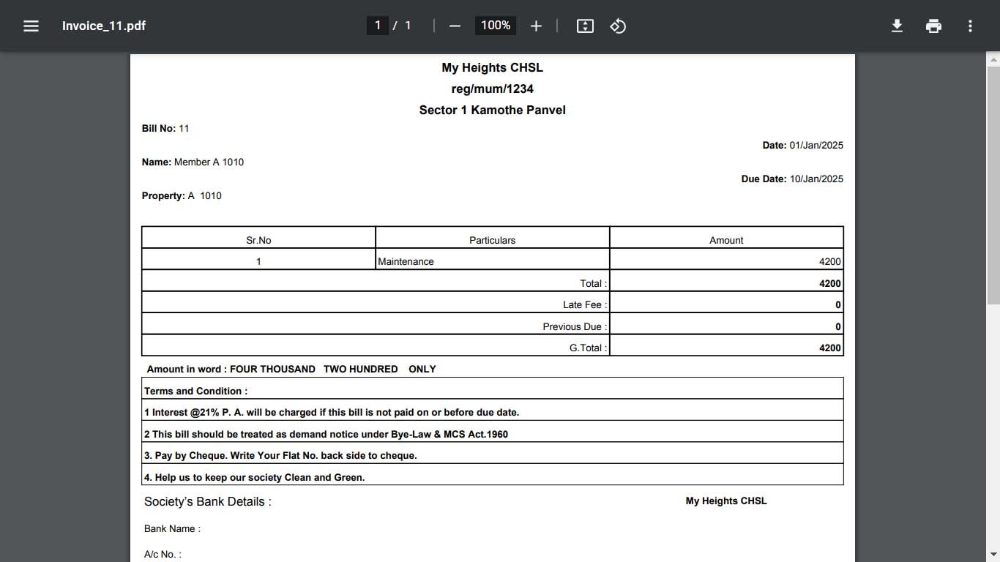 Invoice_11.pdf
1 / 1
100%
My Heights CHSL
reg/mum/1234
Sector 1 Kamothe Panvel
Bill No: 11
Date: 01/Jan/2025
Name: Member A 1010
Due Date: 10/Jan/2025
Property: A  1010
Sr.No Particulars Amount
1 Maintenance 4200
Total : 4200
Late Fee : 0
Previous Due : 0
G.Total : 4200
Amount in word : FOUR THOUSAND   TWO HUNDRED    ONLY
Terms and Condition :
1 Interest @21% P. A. will be charged if this bill is not paid on or before due date.
2 This bill should be treated as demand notice under Bye-Law & MCS Act.1960
3. Pay by Cheque. Write Your Flat No. back side to cheque.
4. Help us to keep our society Clean and Green.
Society’s Bank Details : My Heights CHSL
Bank Name :
A/c No. :